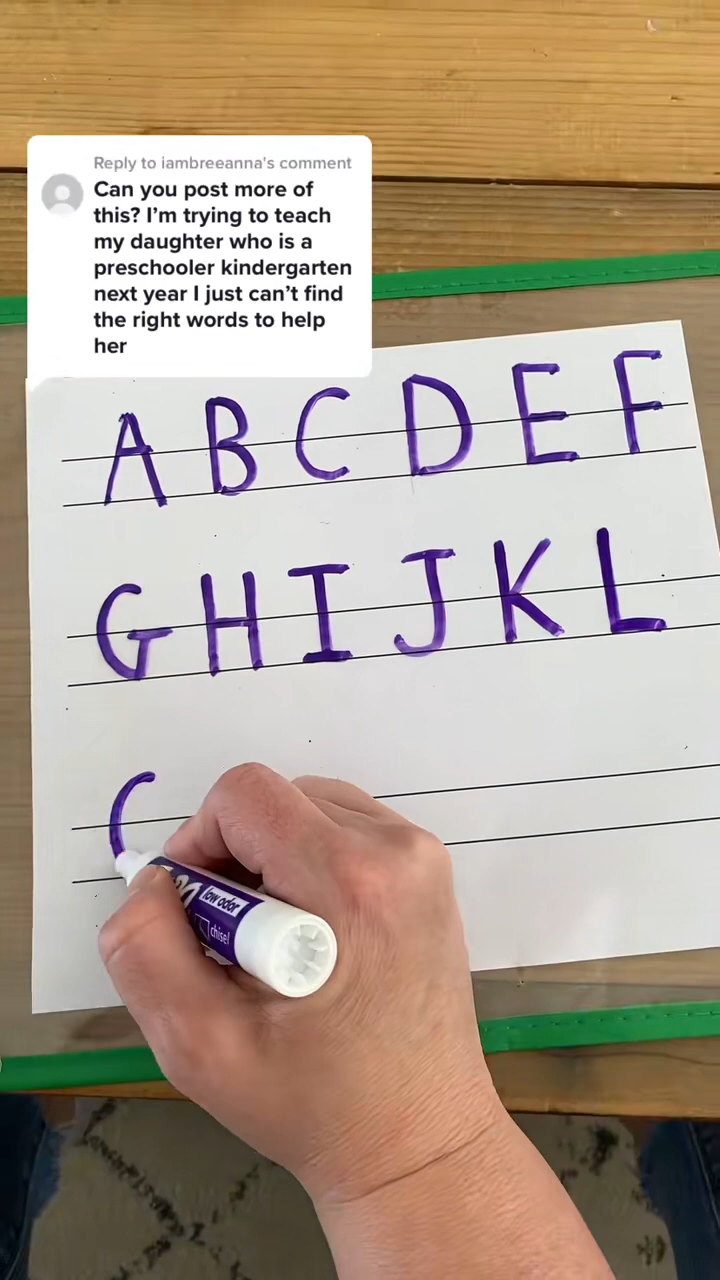 Reply to iambreeanna's comment
Can you post more of
this? I’m trying to teach
my daughter who is a
preschooler kindergarten
next year I just can’t find
the right words to help
her
A B C D E F
G H I J K L
low odor
chisel